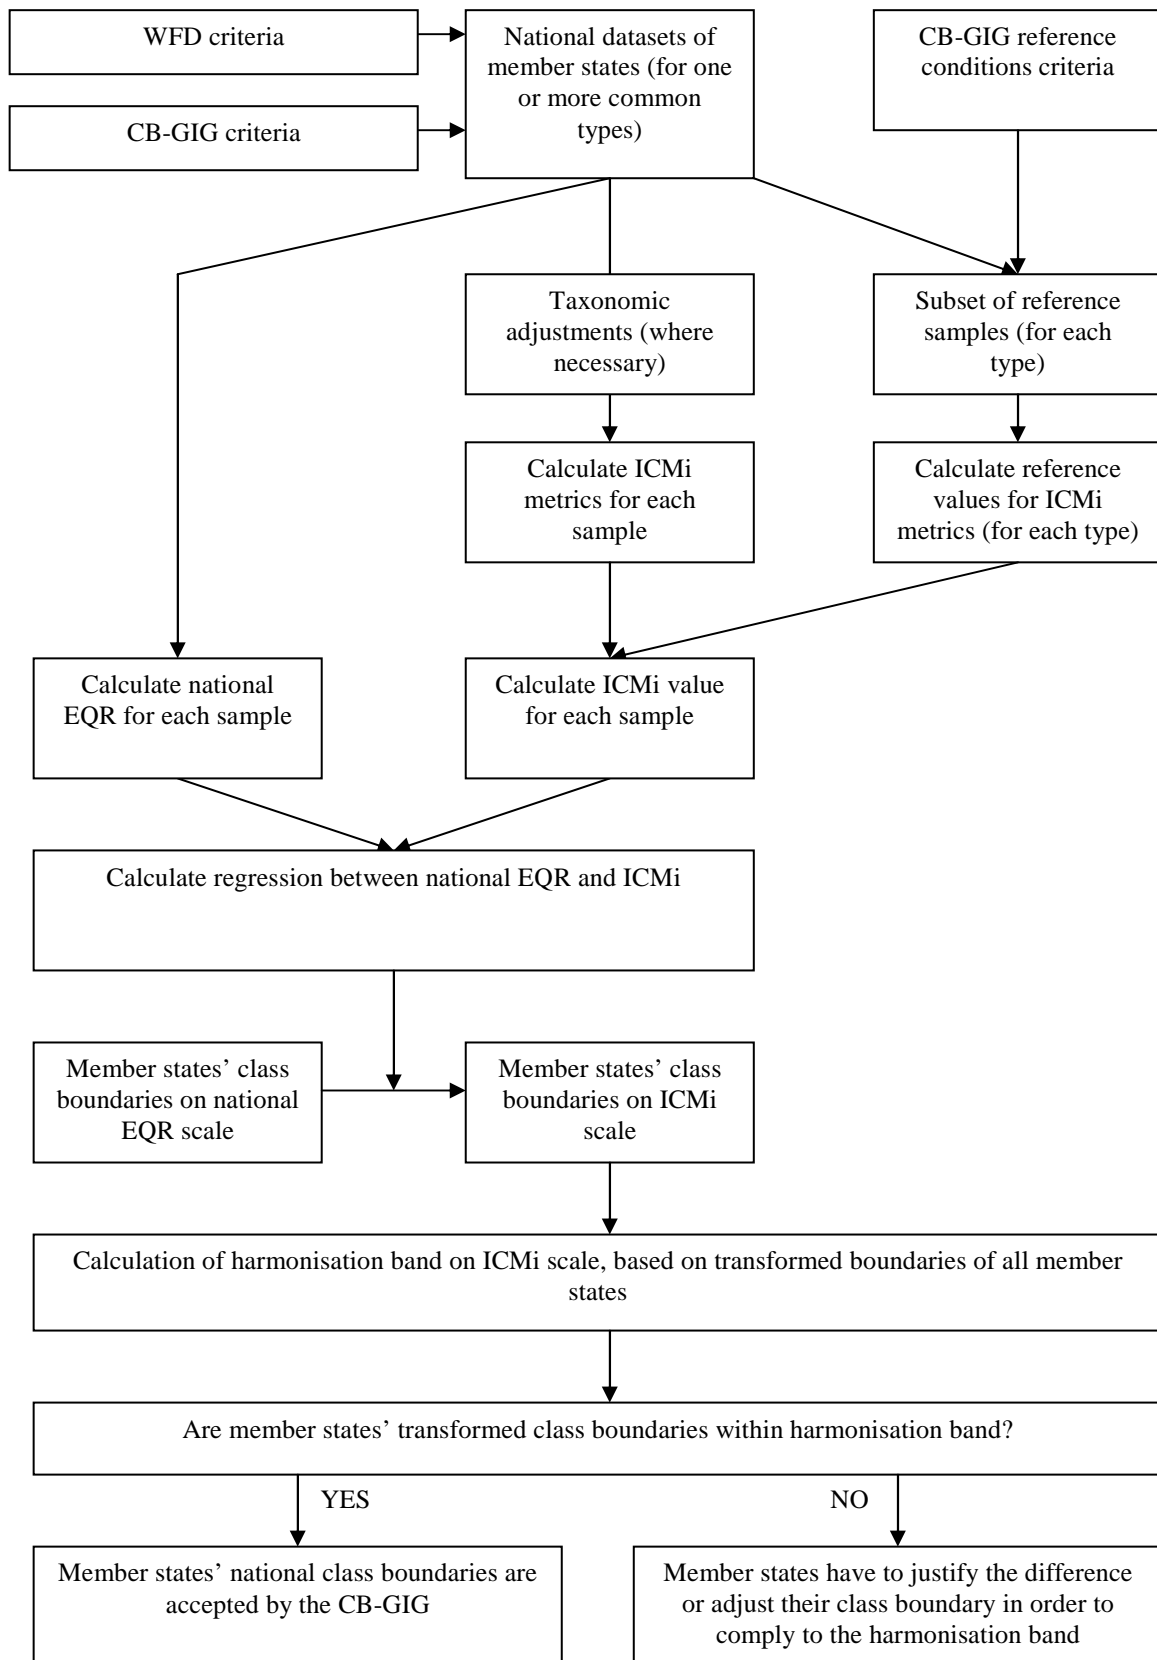 WFD criteria
CB-GIG criteria
National datasets of
member states (for one
or more common
types)
CB-GIG reference
conditions criteria
Taxonomic
adjustments (where
necessary)
Subset of reference
samples (for each
type)
Calculate ICMi
metrics for each
sample
Calculate reference
values for ICMi
metrics (for each type)
Calculate national
EQR for each sample
Calculate ICMi value
for each sample
Calculate regression between national EQR and ICMi
Member states’ class
boundaries on national
EQR scale
Member states’ class
boundaries on ICMi
scale
Calculation of harmonisation band on ICMi scale, based on transformed boundaries of all member
states
Are member states’ transformed class boundaries within harmonisation band?
YES
NO
Member states’ national class boundaries are
accepted by the CB-GIG
Member states have to justify the difference
or adjust their class boundary in order to
comply to the harmonisation band